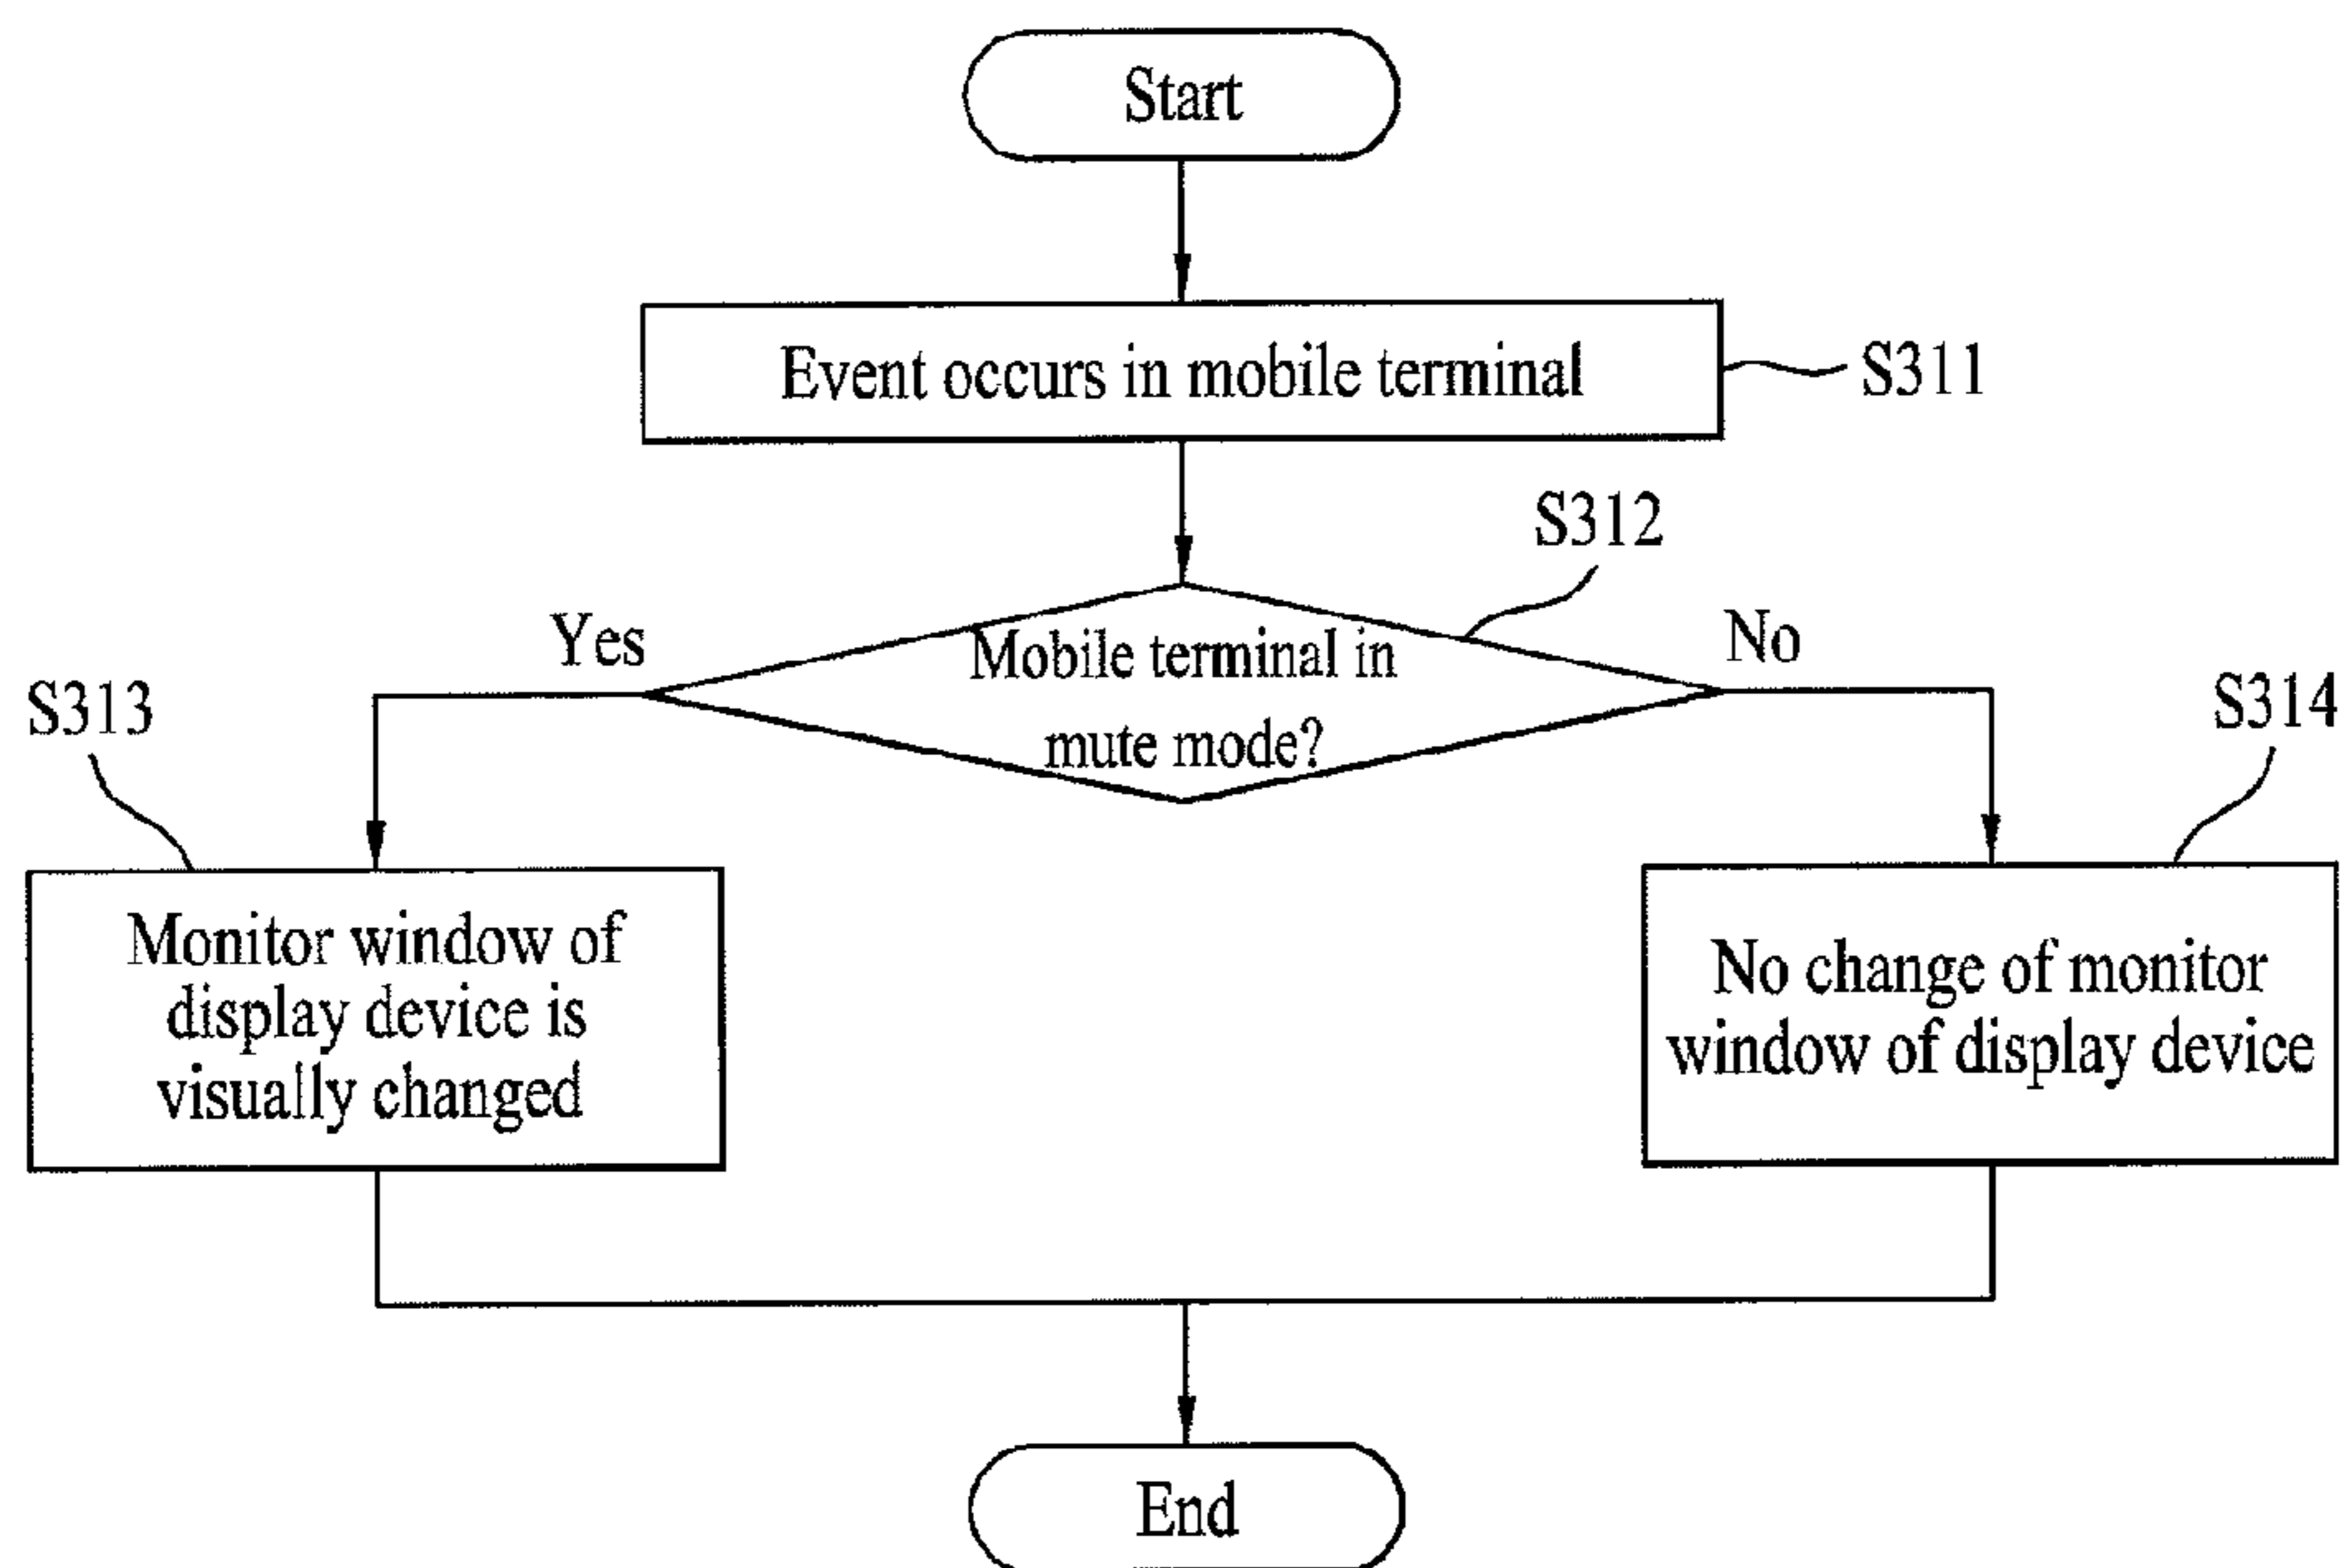 Start
Event occurs in mobile terminal
S311
S312
Yes
Mobile terminal in
mute mode?
No
S313
S314
Monitor window of
display device is
visually changed
No change of monitor
window of display device
End